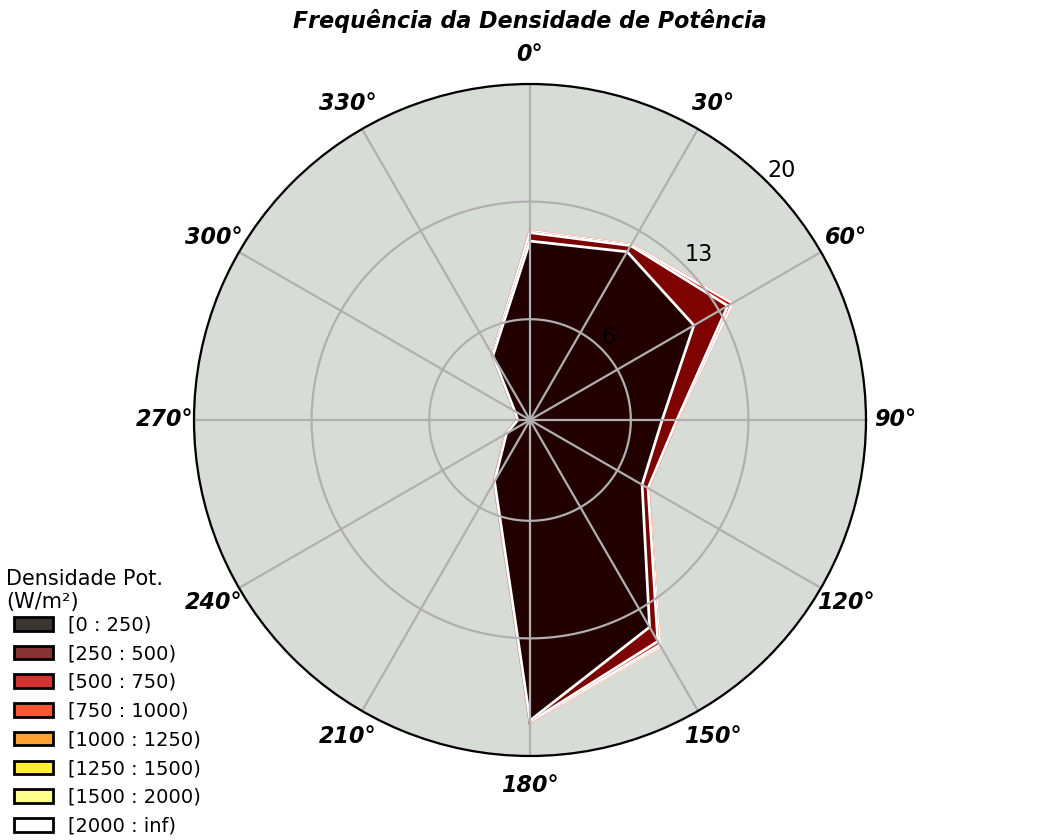 Frequência da Densidade de Potência
0°
330°
30°
20
300°
60°
13
6
270°
90°
Densidade Pot.
(W/m²)
240°
120°
[0 : 250)
[250 : 500)
[500 : 750)
[750 : 1000)
210°
150°
[1000 : 1250)
[1250 : 1500)
180°
[1500 : 2000)
[2000 : inf)